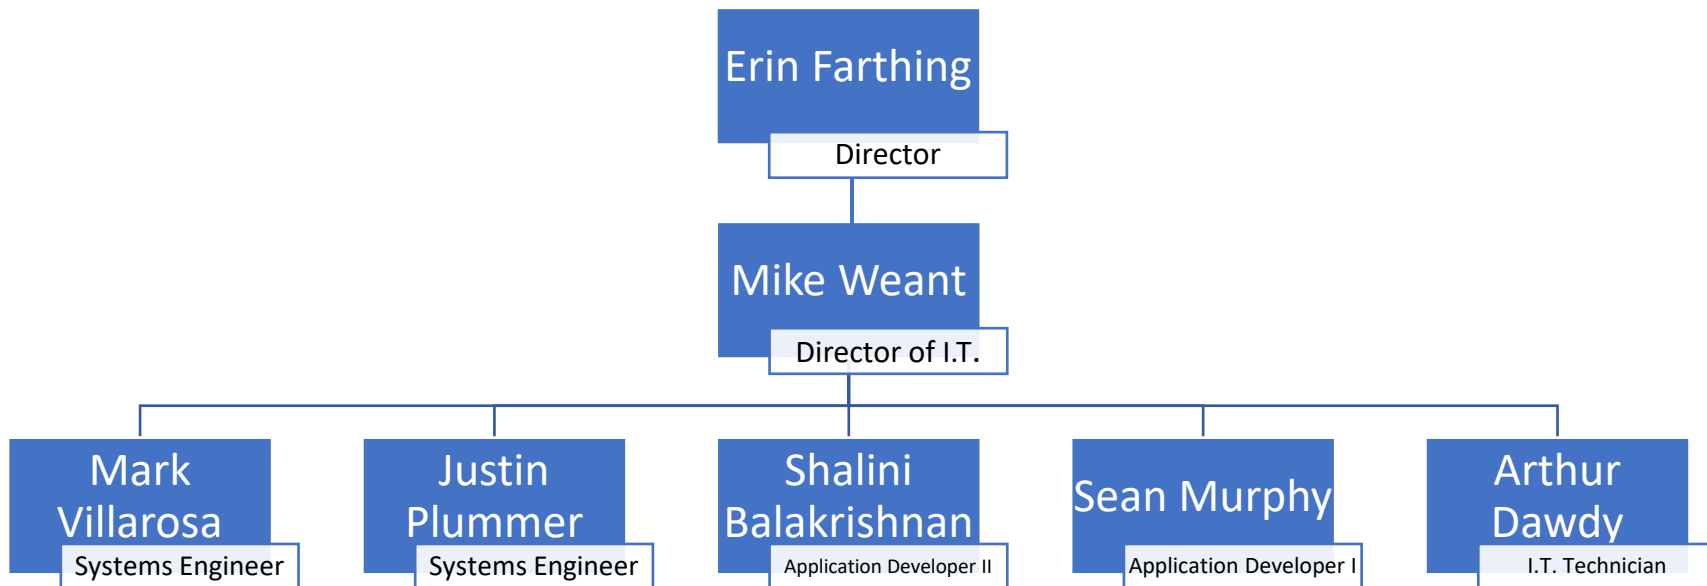 Erin Farthing
Director
Mike Weant
Director of I.T.
Mark
Villarosa
Systems Engineer
Justin
Plummer
Systems Engineer
Shalini
Balakrishnan
Application Developer II
Sean Murphy
Application Developer I
Arthur
Dawdy
I.T. Technician